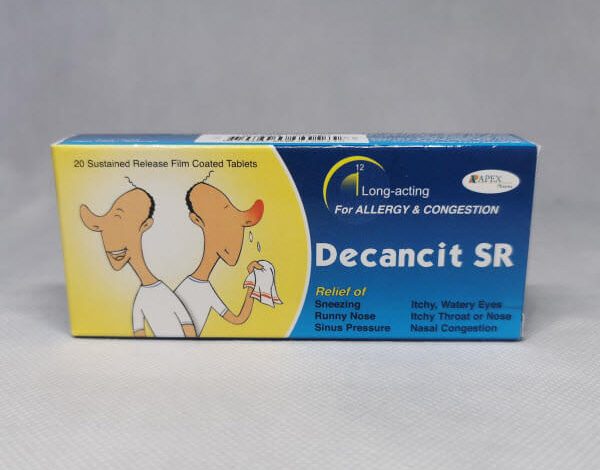 20 Sustained Release Film Coated Tablets
12
Long-acting
APEX
For ALLERGY & CONGESTION
Decancit SR
Relief of
Sneezing Itchy, Watery Eyes
Runny Nose Itchy Throat or Nose
Sinus Pressure Nasal Congestion